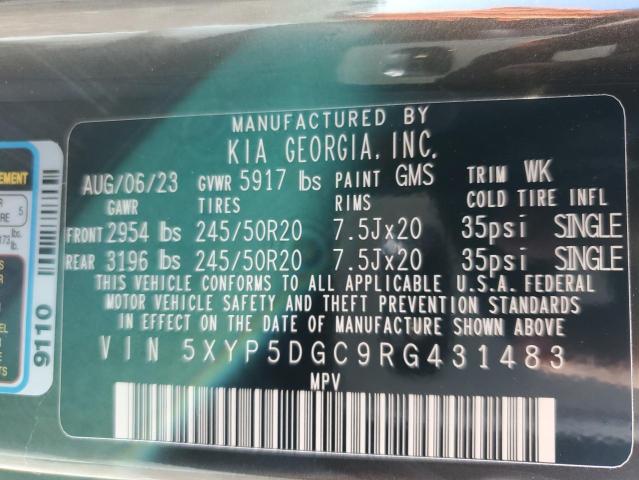 MANUFACTURED BY
KIA GEORGIA, INC.
AUG/06/23 GVWR 5917 lbs PAINT GMS TRIM WK
GAWR TIRES RIMS COLD TIRE INFL
FRONT 2954 lbs 245/50R20 7.5Jx20 35psi SINGLE
REAR 3196 lbs 245/50R20 7.5Jx20 35psi SINGLE
THIS VEHICLE CONFORMS TO ALL APPLICABLE U.S.A. FEDERAL
MOTOR VEHICLE SAFETY AND THEFT PREVENTION STANDARDS
IN EFFECT ON THE DATE OF MANUFACTURE SHOWN ABOVE
VIN 5XYP5DGC9RG431483
MPV
5
lbs.
9110